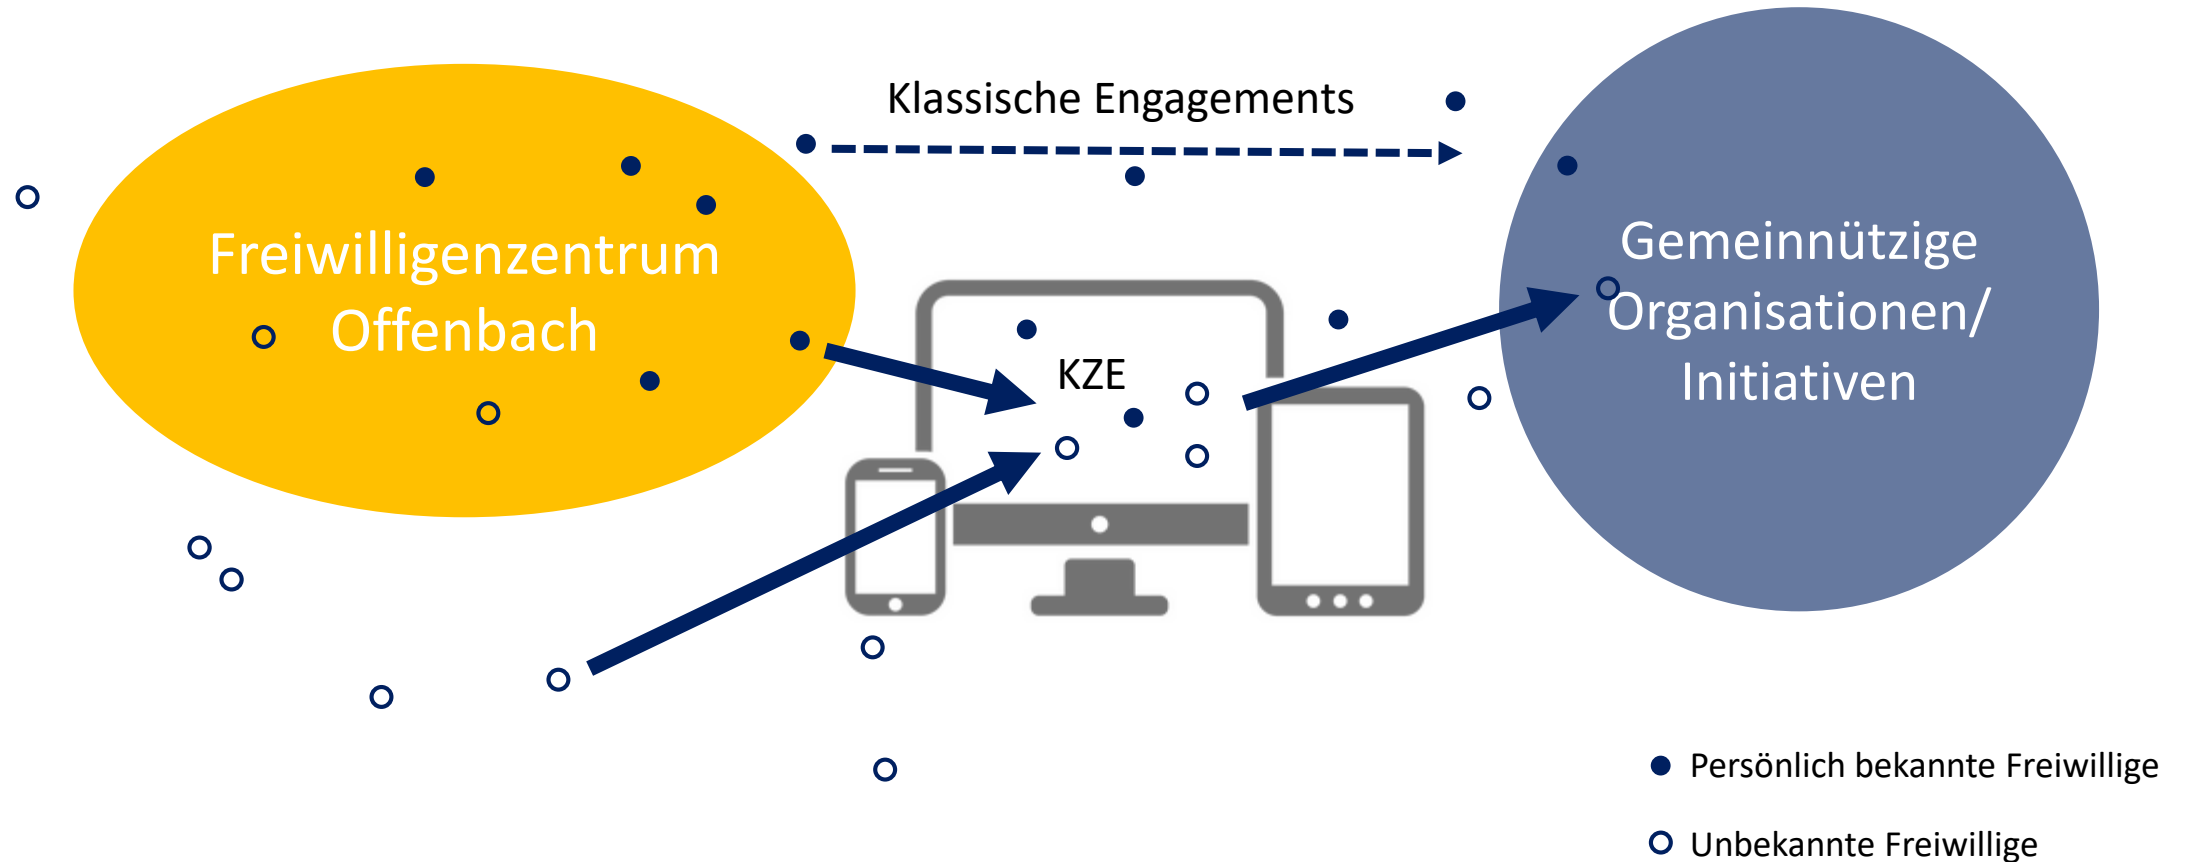 Klassische Engagements
Freiwilligenzentrum
Offenbach
KZE
Gemeinnützige
Organisationen/
Initiativen
Persönlich bekannte Freiwillige
Unbekannte Freiwillige